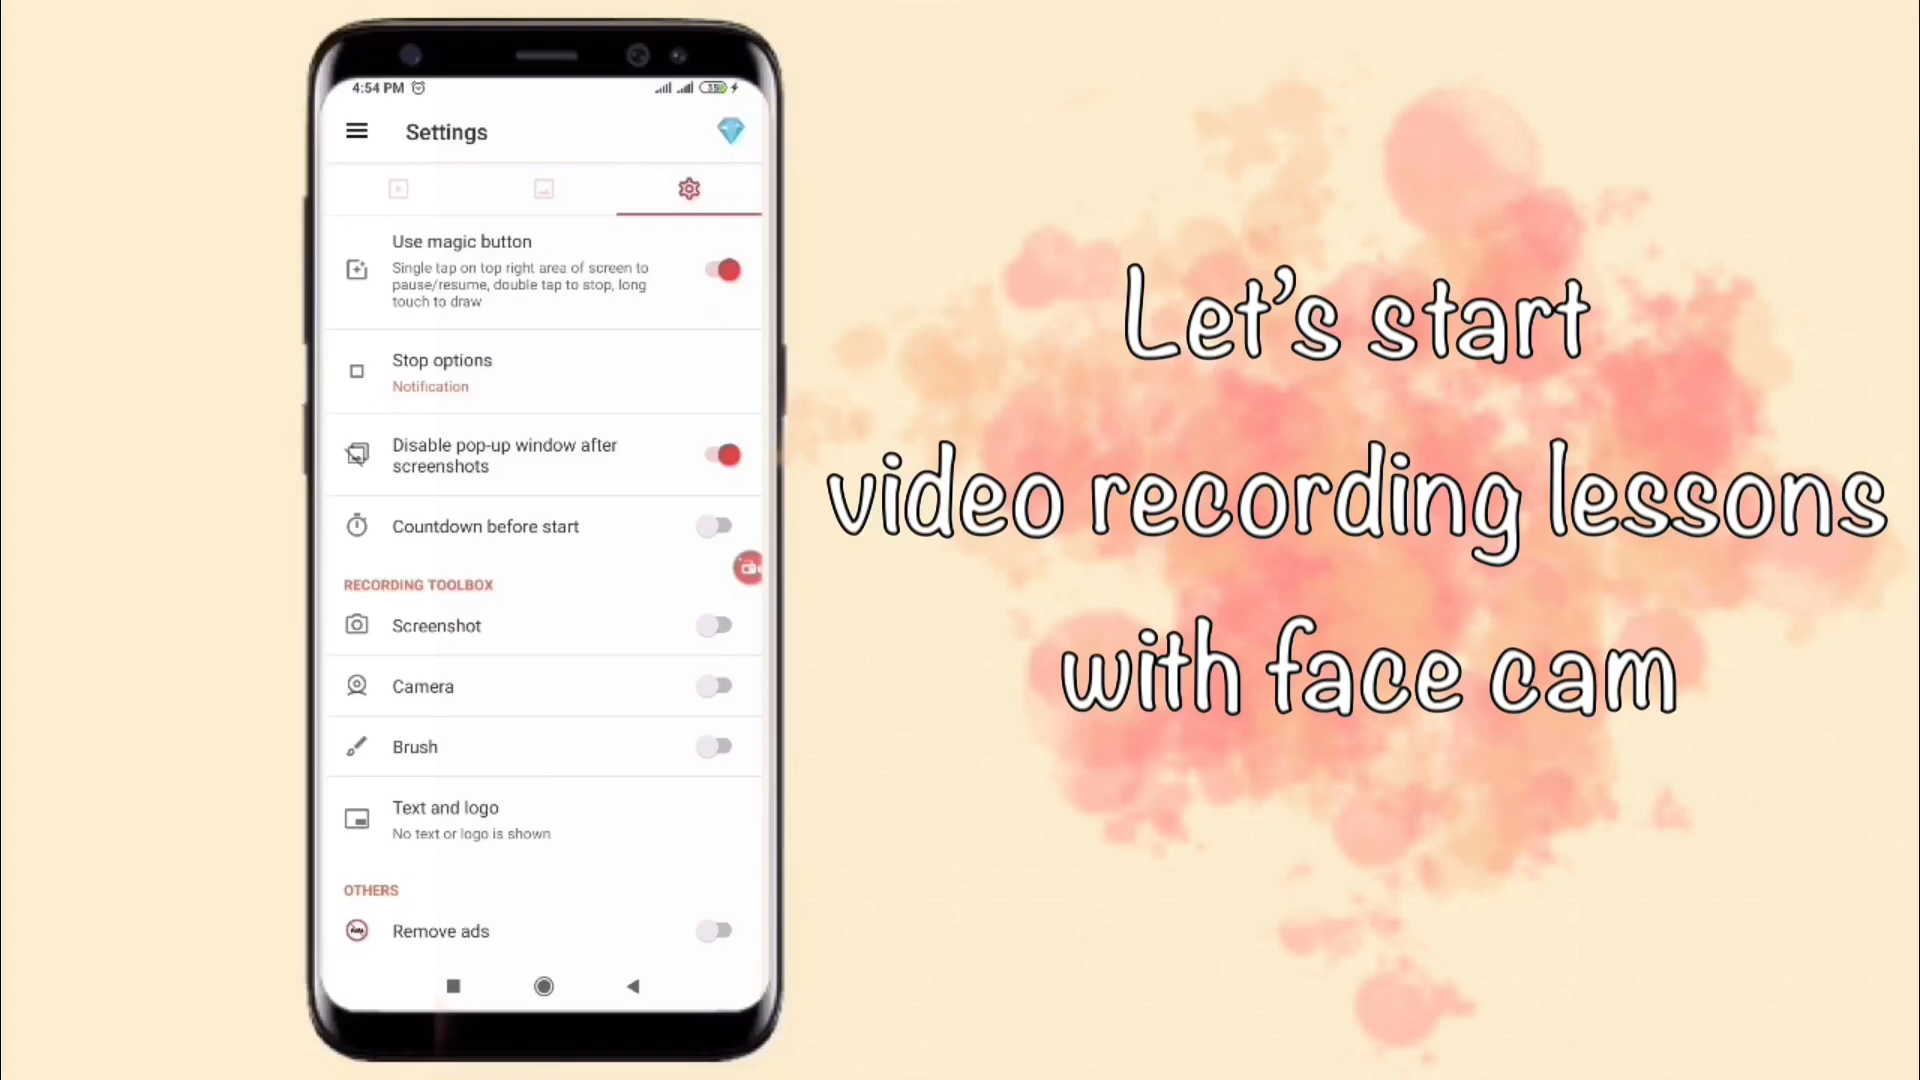 4:54 PM
Settings
Use magic button
Single tap on top right area of screen to
pause/resume, double tap to stop, long
touch to draw
Stop options
Notification
Disable pop-up window after
screenshots
Countdown before start
RECORDING TOOLBOX
Screenshot
Camera
Brush
Text and logo
No text or logo is shown
OTHERS
Remove ads
Let's start
video recording lessons
with face cam